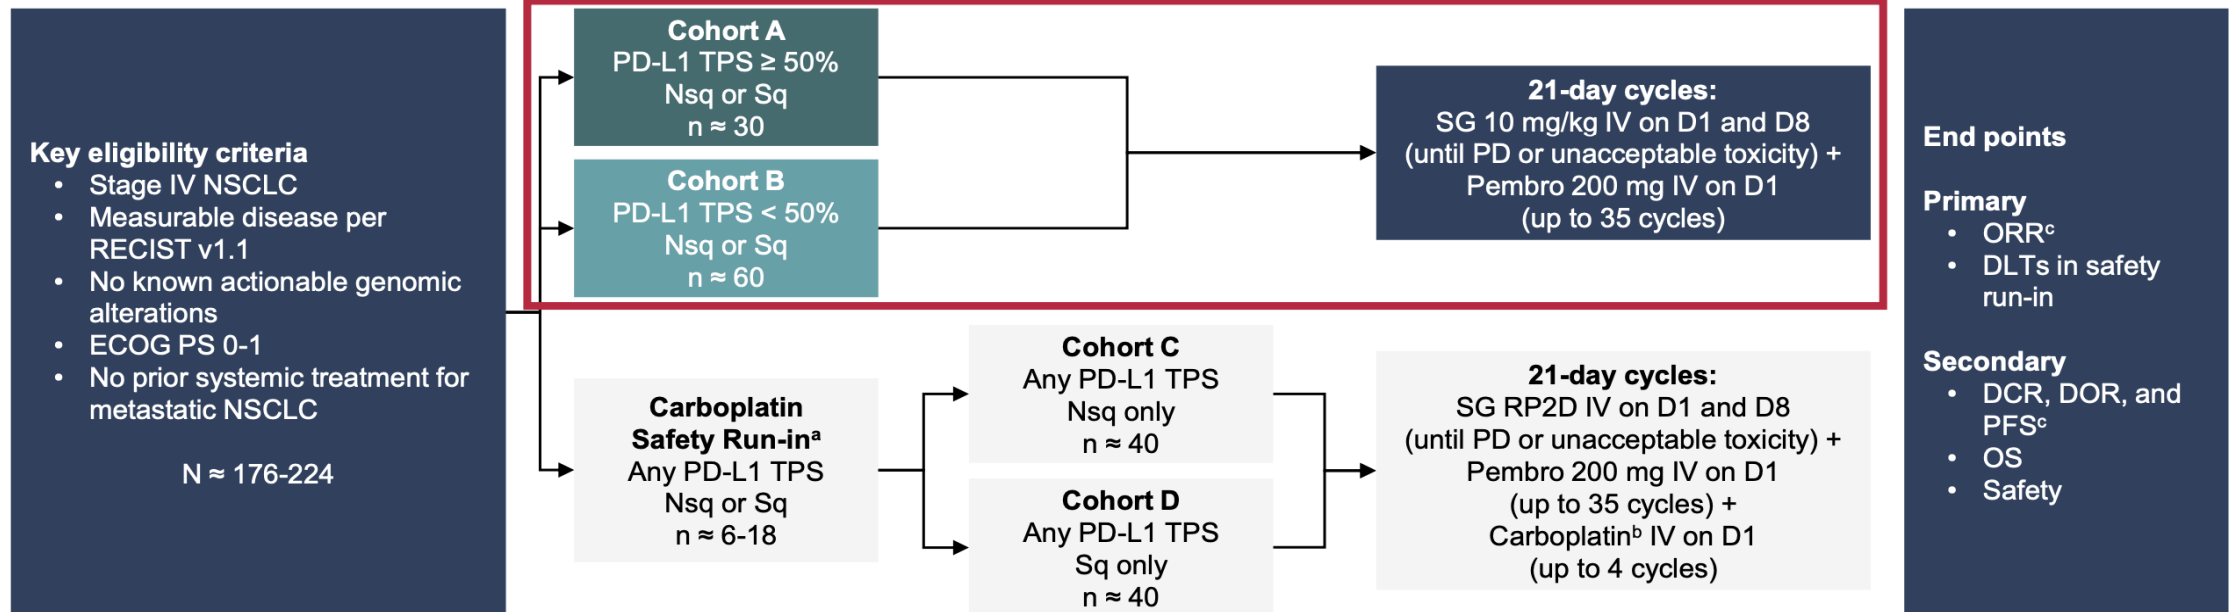 Key eligibility criteria
• Stage IV NSCLC
• Measurable disease per
RECIST v1.1
• No known actionable genomic
alterations
• ECOG PS 0-1
• No prior systemic treatment for
metastatic NSCLC
N ≈ 176-224
Cohort A
PD-L1 TPS ≥ 50%
Nsq or Sq
n ≈ 30
Cohort B
PD-L1 TPS < 50%
Nsq or Sq
n ≈ 60
21-day cycles:
SG 10 mg/kg IV on D1 and D8
(until PD or unacceptable toxicity) +
Pembro 200 mg IV on D1
(up to 35 cycles)
Carboplatin
Safety Run-inᵃ
Any PD-L1 TPS
Nsq or Sq
n ≈ 6-18
Cohort C
Any PD-L1 TPS
Nsq only
n ≈ 40
Cohort D
Any PD-L1 TPS
Sq only
n ≈ 40
21-day cycles:
SG RP2D IV on D1 and D8
(until PD or unacceptable toxicity) +
Pembro 200 mg IV on D1
(up to 35 cycles) +
Carboplatinᵇ IV on D1
(up to 4 cycles)
End points
Primary
• ORRᶜ
• DLTs in safety
run-in
Secondary
• DCR, DOR, and
PFSᶜ
• OS
• Safety